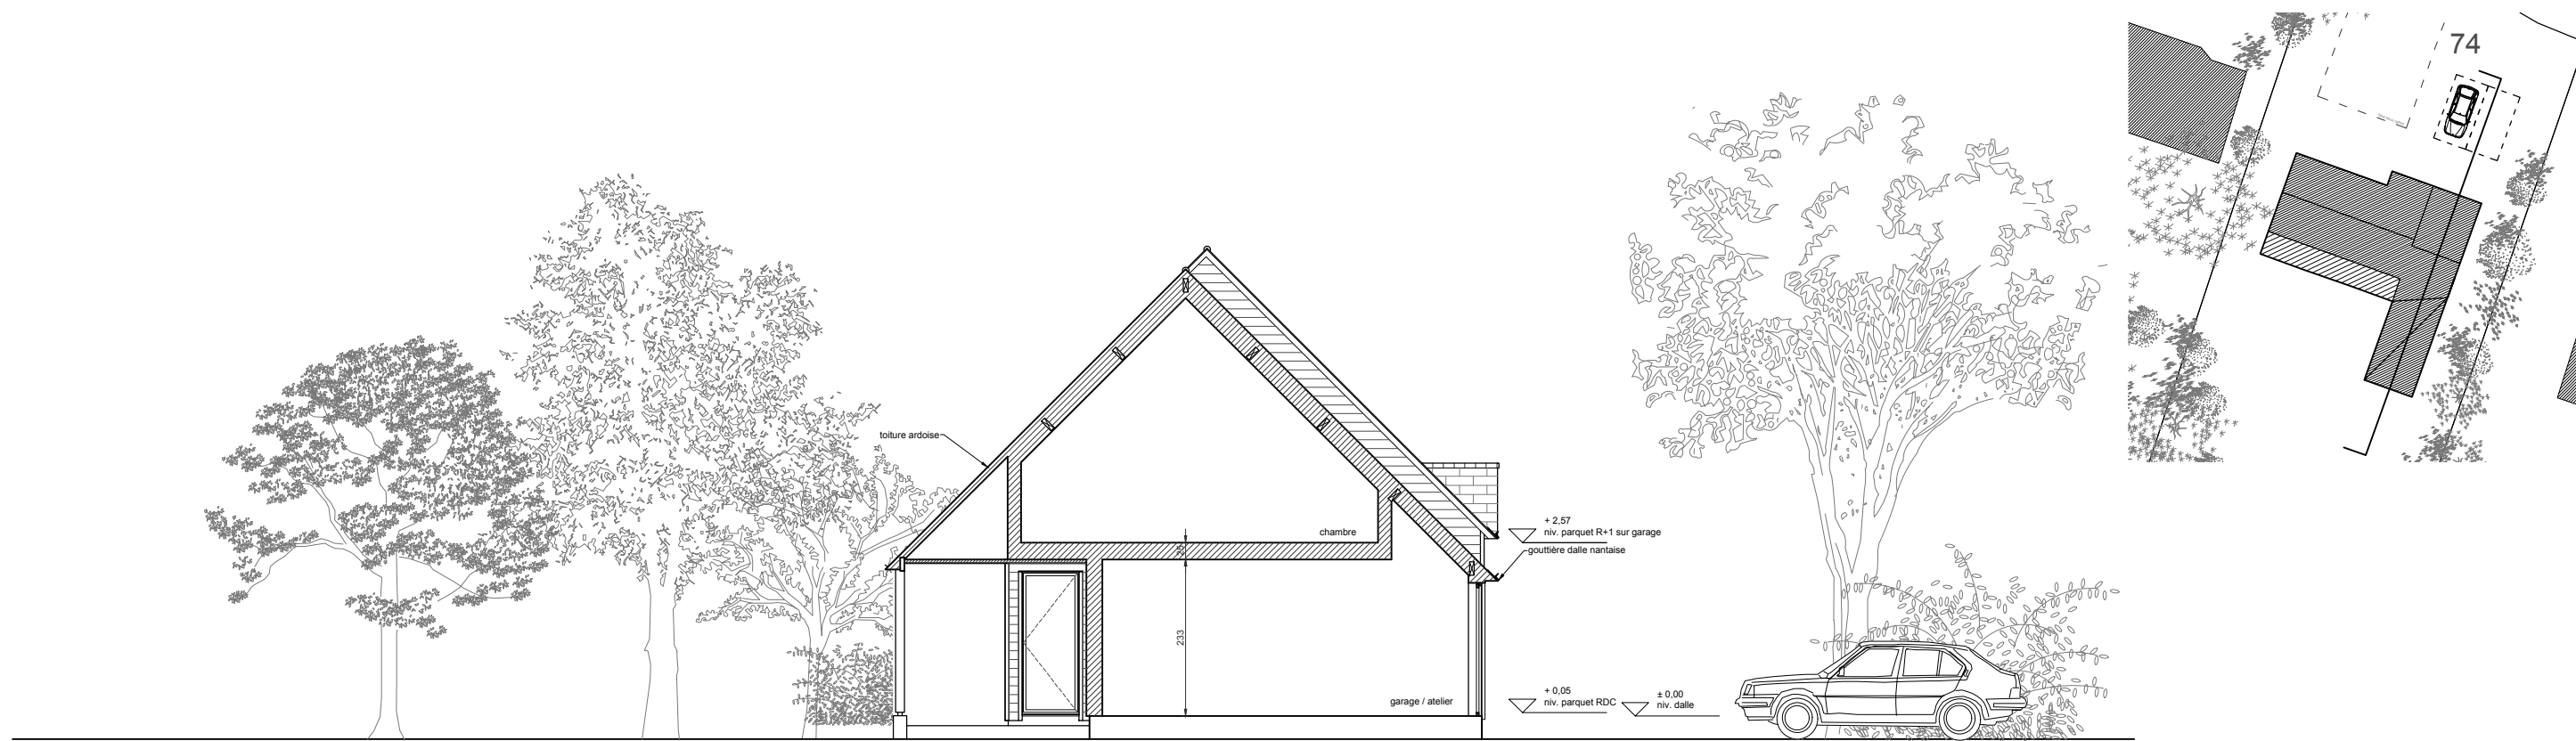 74
toiture ardoise
chambre
25
+ 2,57
niv. parquet R+1 sur garage
gouttière dalle nantaise
233
garage / atelier
+ 0,05
niv. parquet RDC
± 0,00
niv. dalle